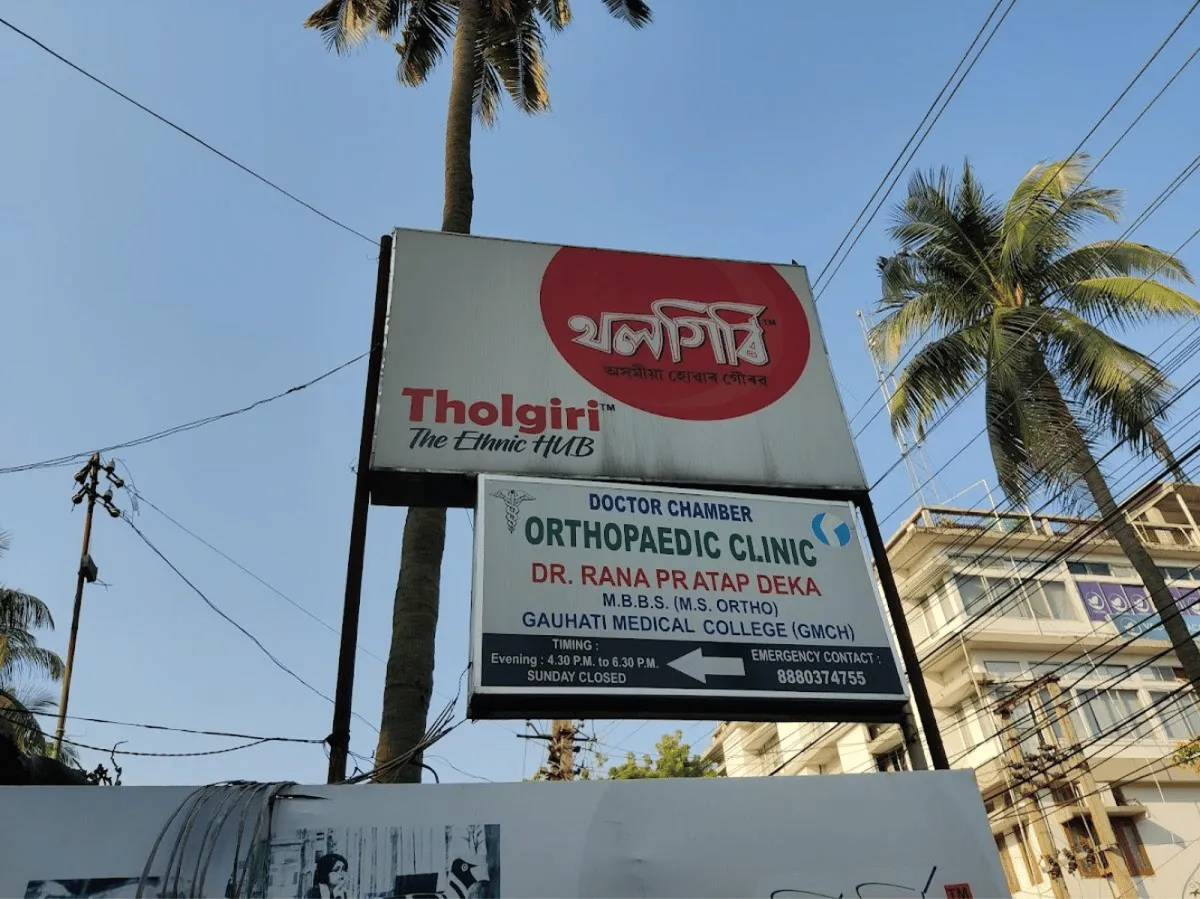 থলগিৰি™
অসমীয়া হোৱাৰ গৌৰৱ
Tholgiri™
The Ethnic HUB
DOCTOR CHAMBER
ORTHOPAEDIC CLINIC
DR. RANA PRATAP DEKA
M.B.B.S. (M.S. ORTHO)
GAUHATI MEDICAL COLLEGE (GMCH)
TIMING :
Evening : 4.30 P.M. to 6.30 P.M.
SUNDAY CLOSED
EMERGENCY CONTACT :
8880374755
TM